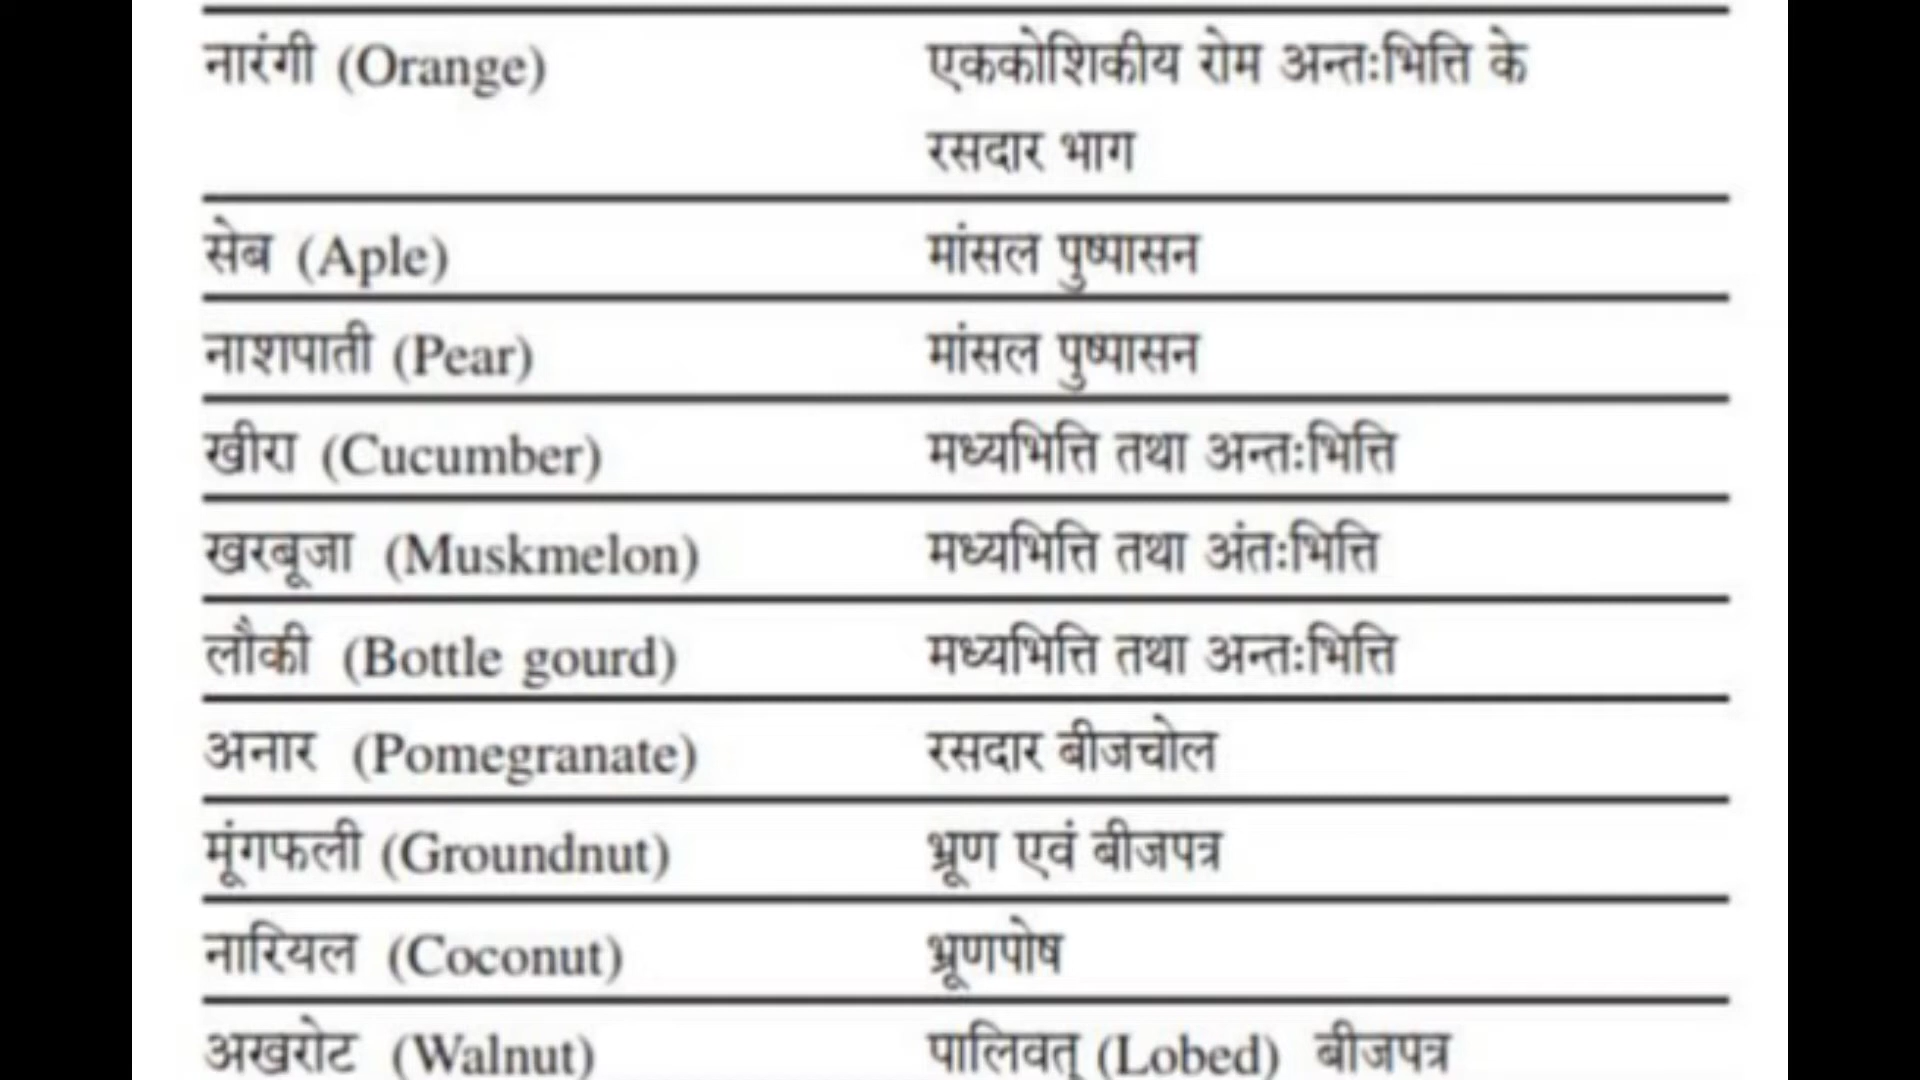 नारंगी (Orange) एककोशिकीय रोम अन्तःभित्ति के
रसदार भाग
सेब (Aple) मांसल पुष्पासन
नाशपाती (Pear) मांसल पुष्पासन
खीरा (Cucumber) मध्यभित्ति तथा अन्तःभित्ति
खरबूजा (Muskmelon) मध्यभित्ति तथा अंतःभित्ति
लौकी (Bottle gourd) मध्यभित्ति तथा अन्तःभित्ति
अनार (Pomegranate) रसदार बीजचोल
मूंगफली (Groundnut) भ्रूण एवं बीजपत्र
नारियल (Coconut) भ्रूणपोष
अखरोट (Walnut) पालिवत् (Lobed) बीजपत्र